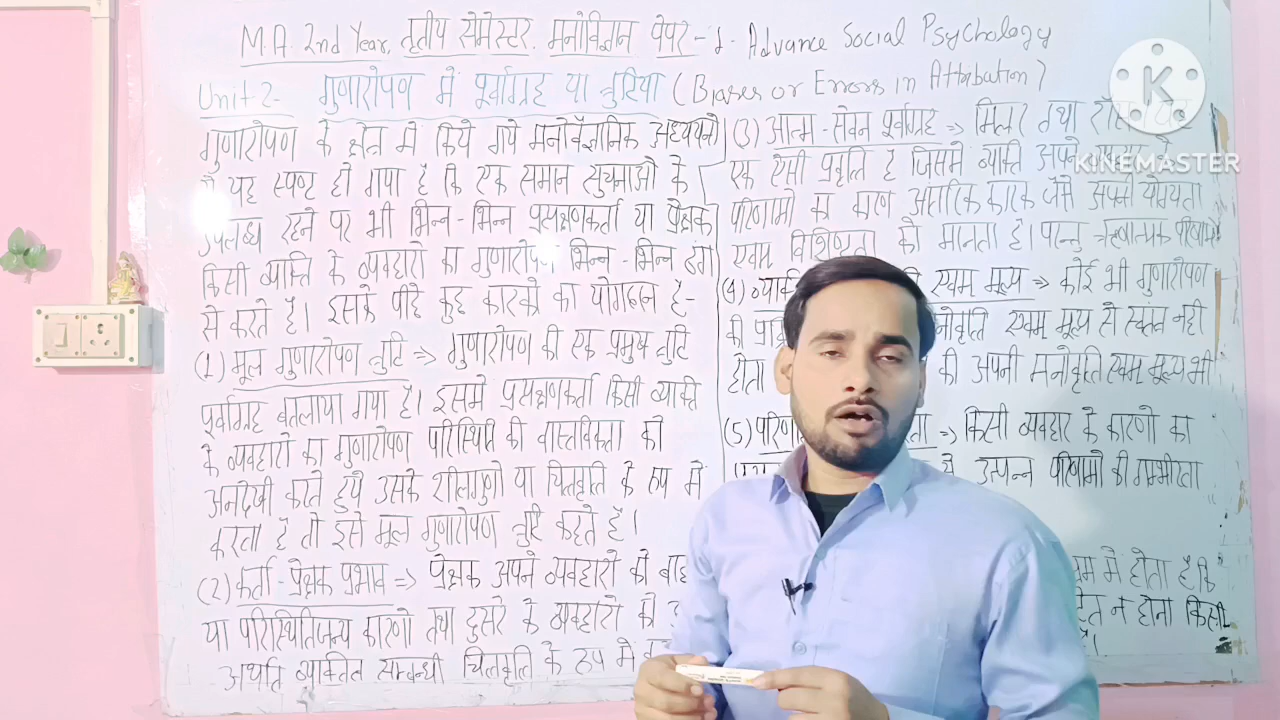 M.A. 2nd Year, तृतीय सेमेस्टर. मनोविज्ञान पेपर - 1 - Advance Social Psychology
Unit-2- गुणारोपण में पूर्वाग्रह या त्रुटिया (Biases or Errors in Attribution)
गुणारोपण के क्षेत्र में किये गये मनोवैज्ञानिक अध्ययनो
से यह स्पष्ट हो गया है कि एक समान सुचनाओ के
उपलब्ध रहने पर भी भिन्न-भिन्न प्रत्यक्षणकर्ता या प्रेक्षक
किसी व्यक्ति के व्यवहारो का गुणारोपण भिन्न-भिन्न ढंग
से करते है। इसके पीछे कुछ कारको का योगदान है-
(1) मूल गुणारोपण त्रुटि => गुणारोपण की एक प्रमुख त्रुटि
पूर्वाग्रह बतलाया गया है। इसमे प्रत्यक्षणकर्ता किसी व्यक्ति
के व्यवहारो का गुणारोपण परिस्थिति की वास्तविकता को
अनदेखी करते हुये उसके शीलगुणो या चित्तवृति के रूप मे
करता है तो इसे मूल गुणारोपण त्रुटि कहते हैं।
(2) कर्ता-प्रेक्षक प्रभाव => प्रेक्षक अपने व्यवहारो को
या परिस्थितिजन्य कारणो तथा दुसरे के व्यवहारो को
अर्थात व्यक्तित्व सम्बन्धी चित्तवृति के रूप मे
(3) आत्म-सेवन पूर्वाग्रह => मिलर तथा
एक ऐसी प्रवृति है जिसमे व्यक्ति अपने
परिणामो का कारण आन्तरिक कारक जैसे अपनी योग्यता
एवम् विशिष्टता को मानता है। परन्तु ऋणात्मक परिणामो
(4) एवम् मूल्य => कोई भी गुणारोपण
की एवम् मूल्य से स्वतंत्र नही
होता की अपनी मनोवृति एवम् मूल्य भी
(5) => किसी व्यवहार के कारणो का
उत्पन्न परिणामो की गम्भीरता
मे होता है कि
न होना किसी
KINEMASTER